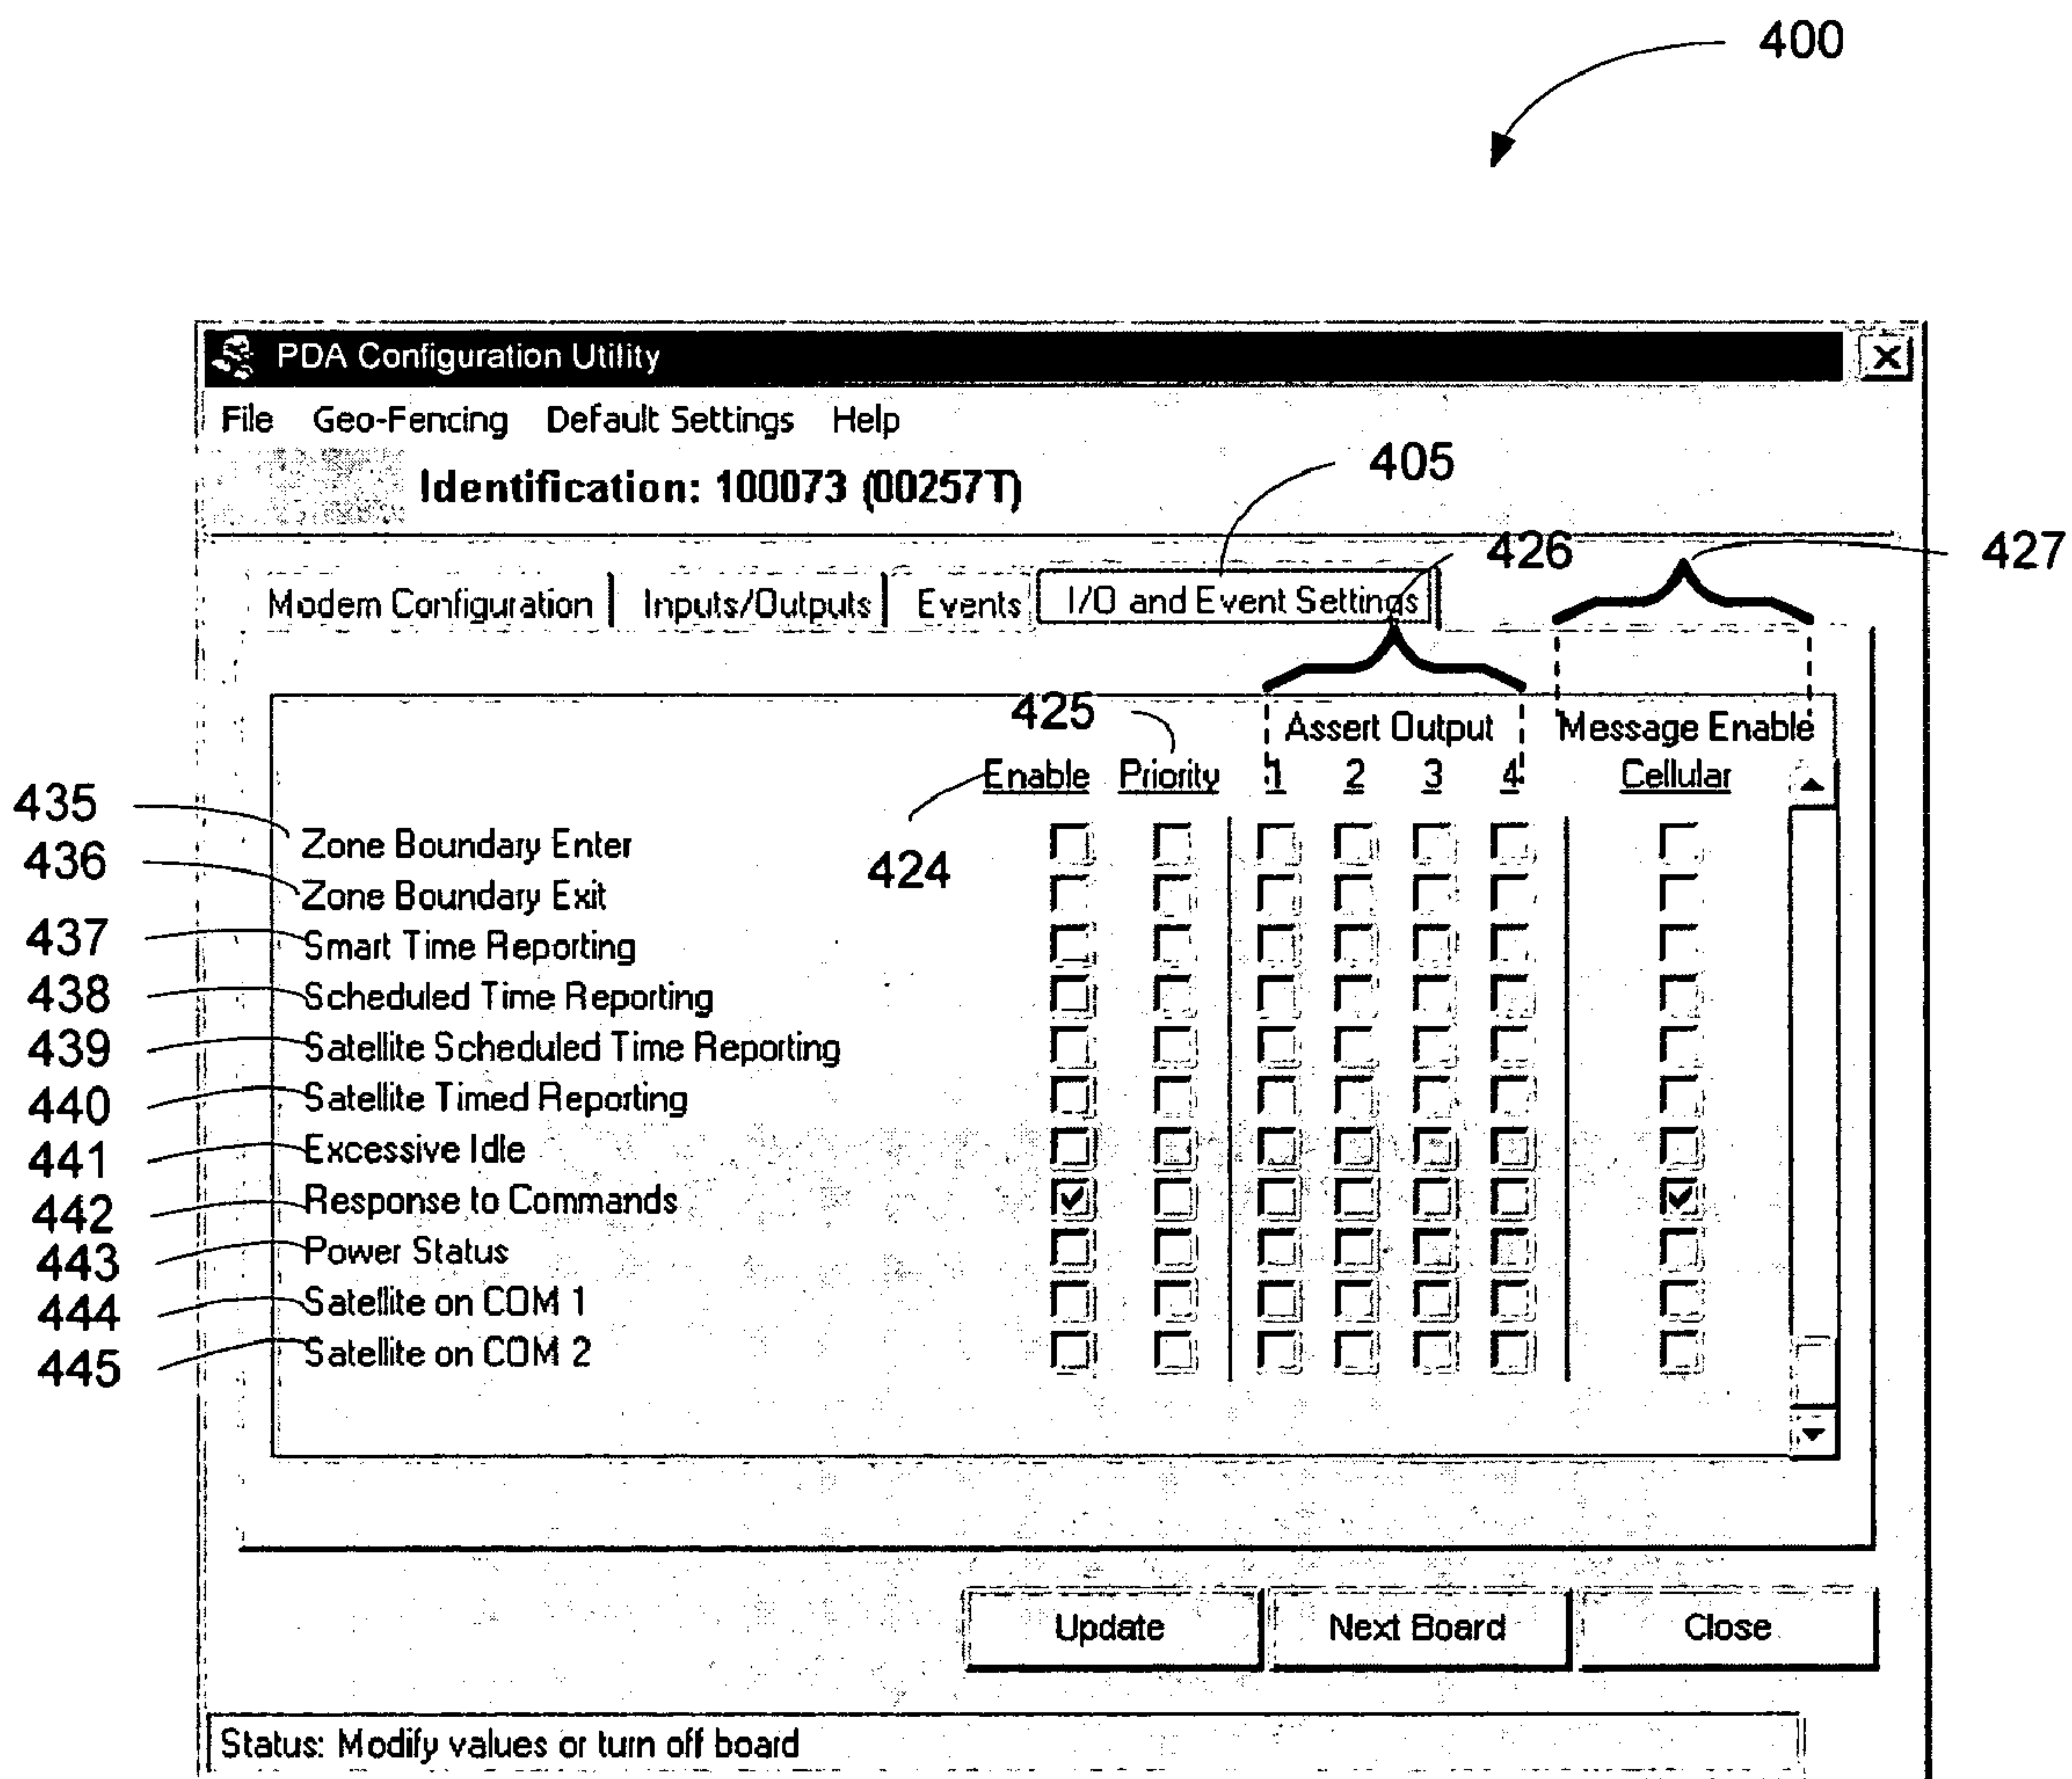 400
PDA Configuration Utility
File Geo-Fencing Default Settings Help
Identification: 100073 (00257T)
405
426
427
Modem Configuration Inputs/Outputs Events I/O and Event Settings
425
Assert Output Message Enable
Enable Priority 1 2 3 4 Cellular
424
435 Zone Boundary Enter
436 Zone Boundary Exit
437 Smart Time Reporting
438 Scheduled Time Reporting
439 Satellite Scheduled Time Reporting
440 Satellite Timed Reporting
441 Excessive Idle
442 Response to Commands
443 Power Status
444 Satellite on COM 1
445 Satellite on COM 2
Update Next Board Close
Status: Modify values or turn off board